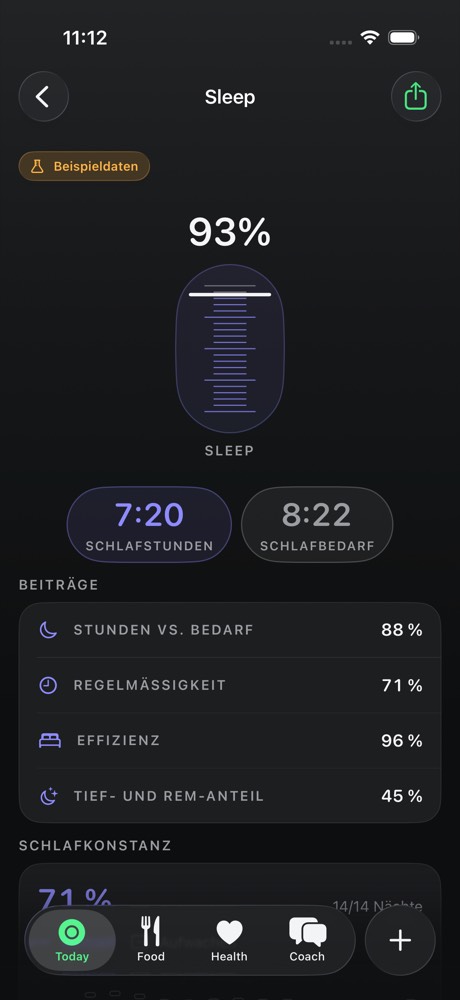 11:12
Sleep
Beispieldaten
93%
SLEEP
7:20
SCHLAFSTUNDEN
8:22
SCHLAFBEDARF
BEITRÄGE
STUNDEN VS. BEDARF
88 %
REGELMÄSSIGKEIT
71 %
EFFIZIENZ
96 %
TIEF- UND REM-ANTEIL
45 %
SCHLAFKONSTANZ
71 %
14/14 Nächte
Today
Food
Health
Coach